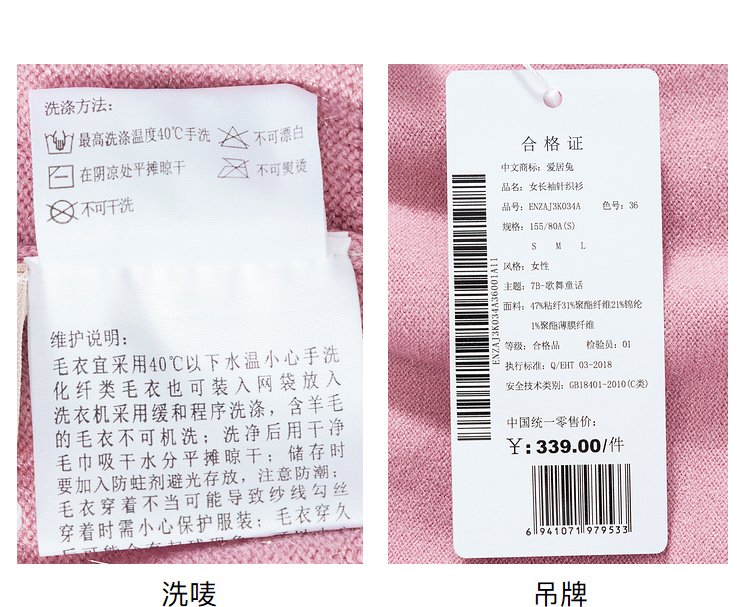 洗涤方法：
最高洗涤温度40℃手洗 不可漂白
在阴凉处平摊晾干 不可熨烫
不可干洗
维护说明：
毛衣宜采用40℃以下水温小心手洗
化纤类毛衣也可装入网袋放入
洗衣机采用缓和程序洗涤，含羊毛
的毛衣不可机洗；洗净后用干净
毛巾吸干水分平摊晾干；储存时
要加入防蛀剂避光存放，注意防潮；
毛衣穿着不当可能导致纱线勾丝
穿着时需小心保护服装；毛衣穿久
洗唛
合格证
中文商标：爱居兔
品名：女长袖针织衫
品号：ENZAJ3K034A 色号：36
规格：155/80A(S)
S M L
风格：女性
主题：7B-歌舞童话
面料：47%粘纤31%聚酯纤维21%锦纶
1%聚酯薄膜纤维
等级：合格品 检验员：01
执行标准：Q/EHT 03-2018
安全技术类别：GB18401-2010(C类)
中国统一零售价：
￥:339.00/件
ENZAJ3K034A36001A11
6 941071 979533
吊牌